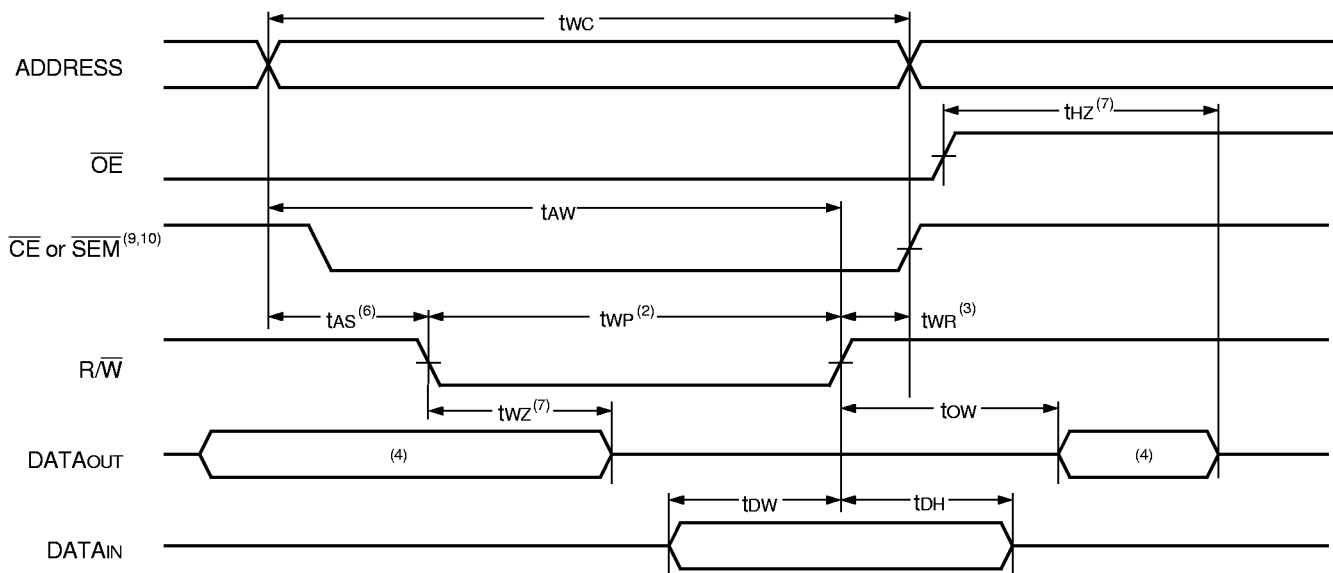 tWC
ADDRESS
tHZ(7)
OE
tAW
CE or SEM(9,10)
tAS(6) tWP(2) tWR(3)
R/W
tWZ(7) tOW
DATAOUT (4) (4)
tDW tDH
DATAIN